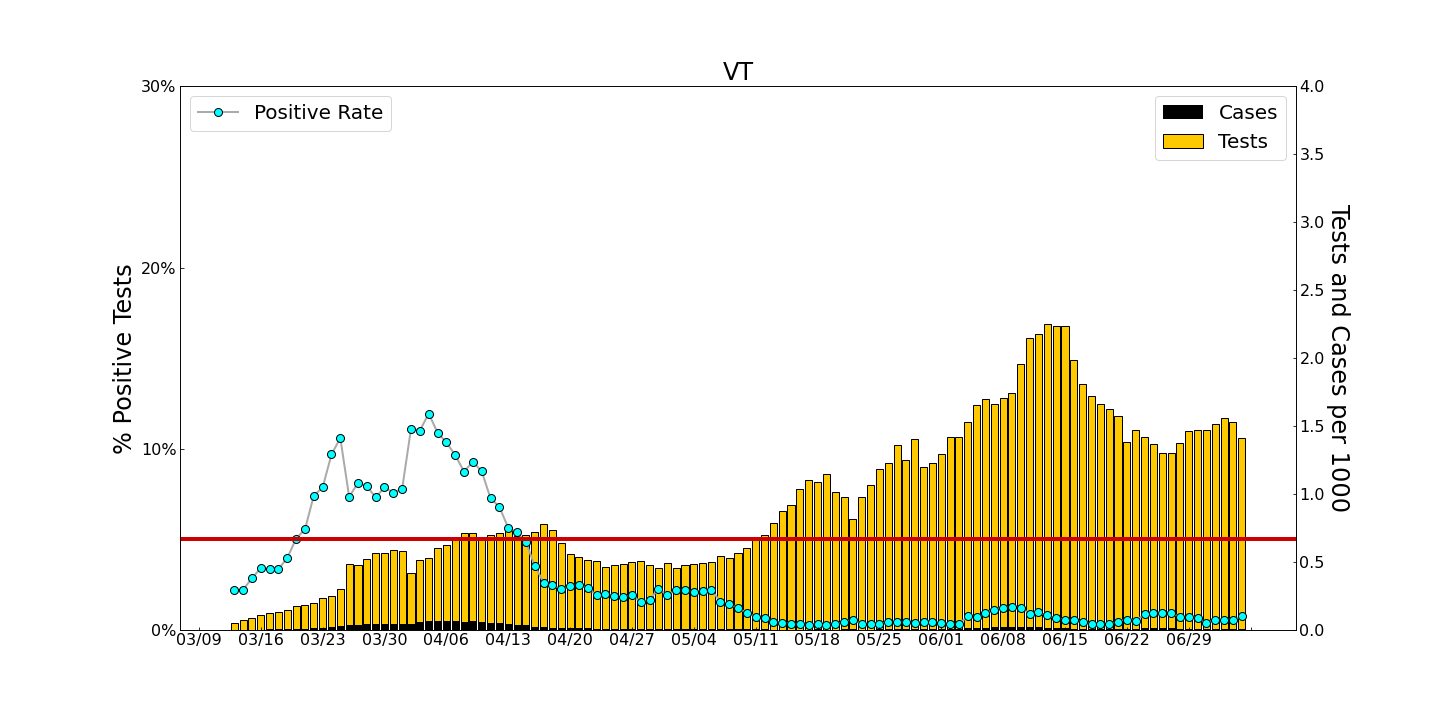 VT
Positive Rate
Cases
Tests
30%
20%
10%
0%
% Positive Tests
4.0
3.5
3.0
2.5
2.0
1.5
1.0
0.5
0.0
Tests and Cases per 1000
03/09 03/16 03/23 03/30 04/06 04/13 04/20 04/27 05/04 05/11 05/18 05/25 06/01 06/08 06/15 06/22 06/29